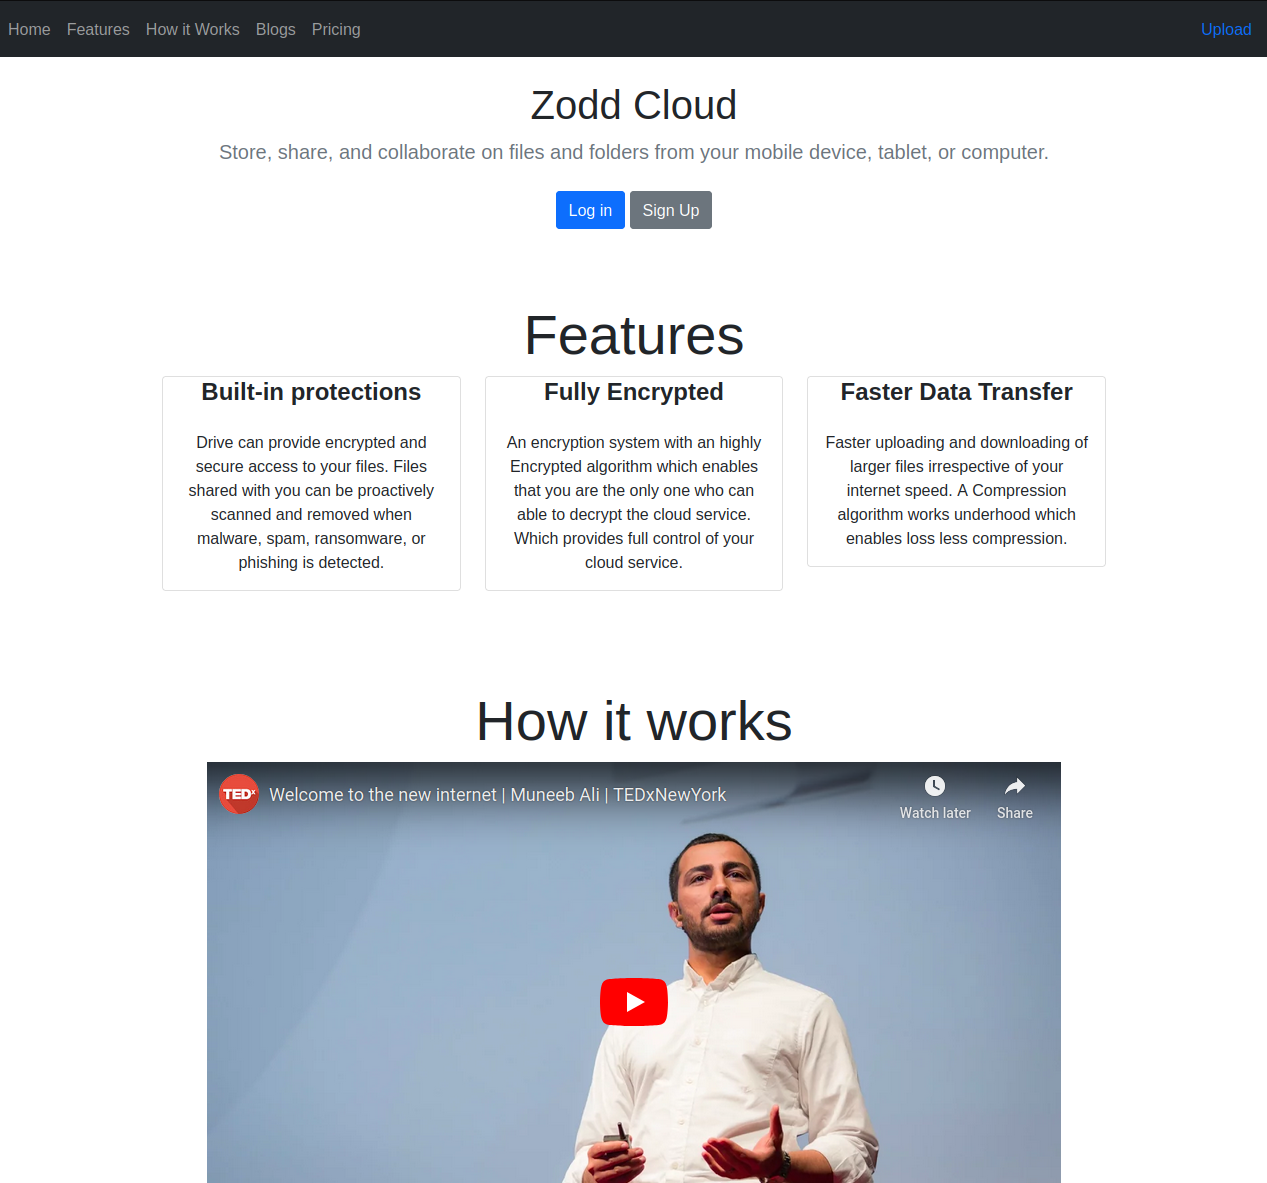 Home Features How it Works Blogs Pricing Upload
Zodd Cloud
Store, share, and collaborate on files and folders from your mobile device, tablet, or computer.
Log in Sign Up
Features
Built-in protections
Drive can provide encrypted and
secure access to your files. Files
shared with you can be proactively
scanned and removed when
malware, spam, ransomware, or
phishing is detected.
Fully Encrypted
An encryption system with an highly
Encrypted algorithm which enables
that you are the only one who can
able to decrypt the cloud service.
Which provides full control of your
cloud service.
Faster Data Transfer
Faster uploading and downloading of
larger files irrespective of your
internet speed. A Compression
algorithm works underhood which
enables loss less compression.
How it works
TEDx Welcome to the new internet | Muneeb Ali | TEDxNewYork
Watch later Share